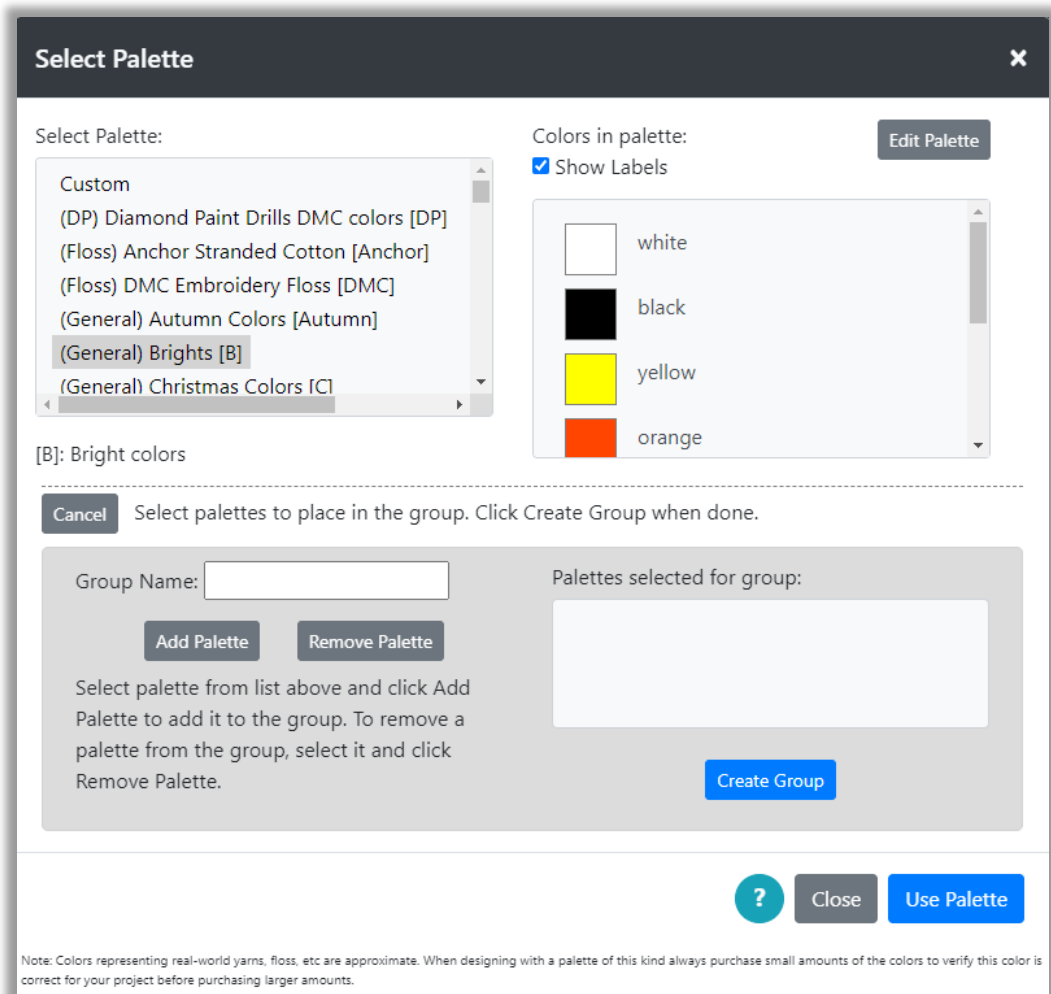 Select Palette
×
Select Palette:
Custom
(DP) Diamond Paint Drills DMC colors [DP]
(Floss) Anchor Stranded Cotton [Anchor]
(Floss) DMC Embroidery Floss [DMC]
(General) Autumn Colors [Autumn]
(General) Brights [B]
(General) Christmas Colors [C]
[B]: Bright colors
Colors in palette:
Show Labels
Edit Palette
white
black
yellow
orange
Cancel
Select palettes to place in the group. Click Create Group when done.
Group Name:
Add Palette
Remove Palette
Select palette from list above and click Add
Palette to add it to the group. To remove a
palette from the group, select it and click
Remove Palette.
Palettes selected for group:
Create Group
?
Close
Use Palette
Note: Colors representing real-world yarns, floss, etc are approximate. When designing with a palette of this kind always purchase small amounts of the colors to verify this color is
correct for your project before purchasing larger amounts.